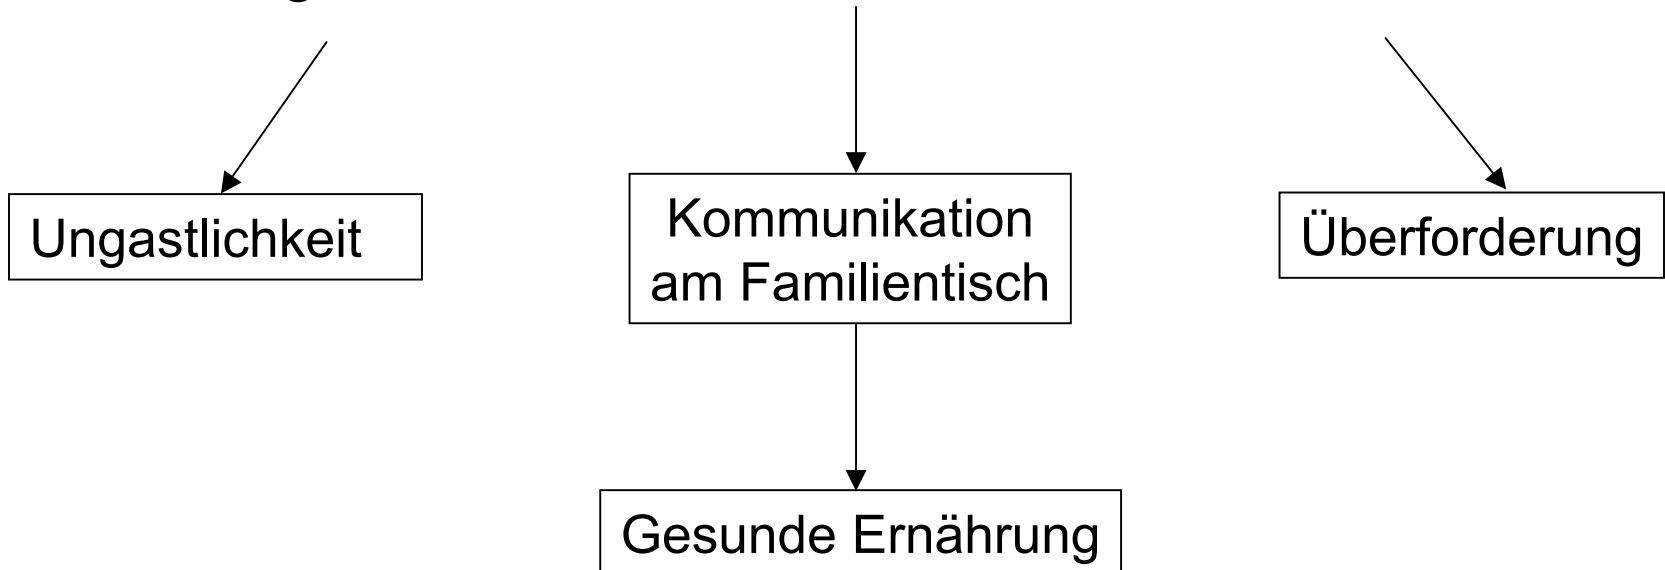 Ungastlichkeit
Kommunikation
am Familientisch
Überforderung
Gesunde Ernährung